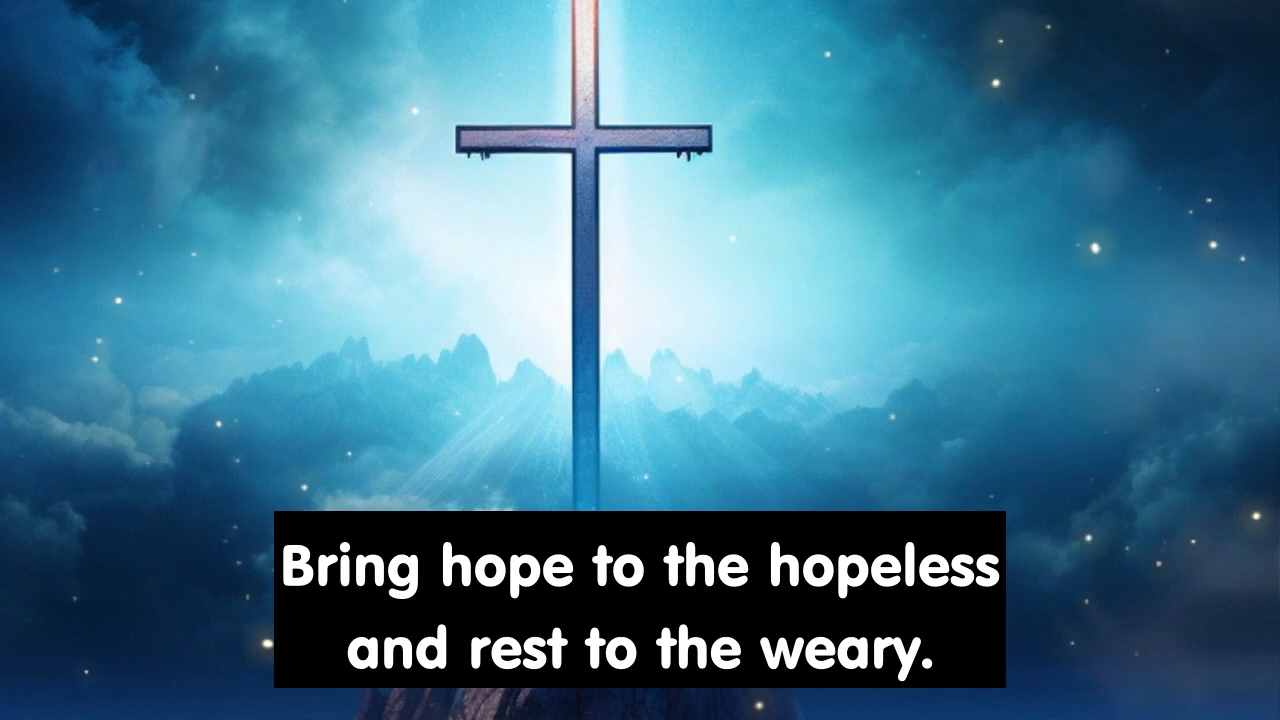 Bring hope to the hopeless
and rest to the weary.